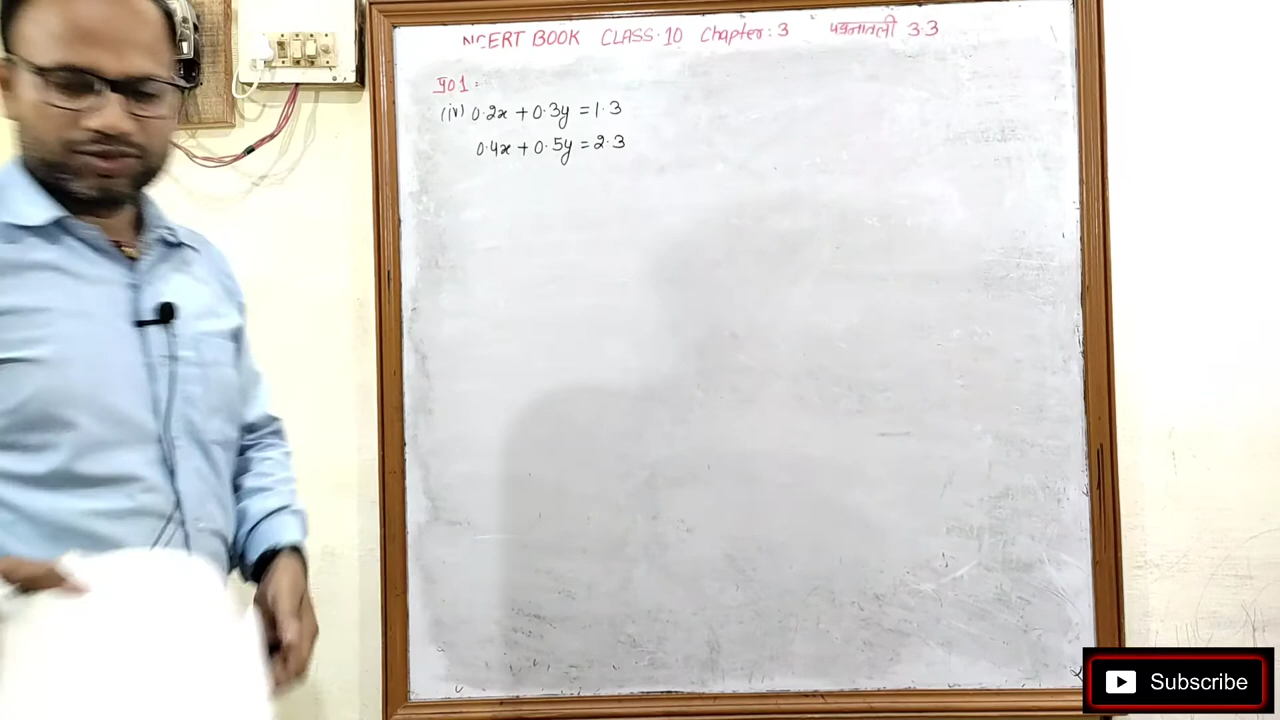 NCERT BOOK CLASS·10 Chapter:3 प्रश्नावली 3.3
प्र01:
(iv) 0.2x + 0.3y = 1.3
0.4x + 0.5y = 2.3
Subscribe